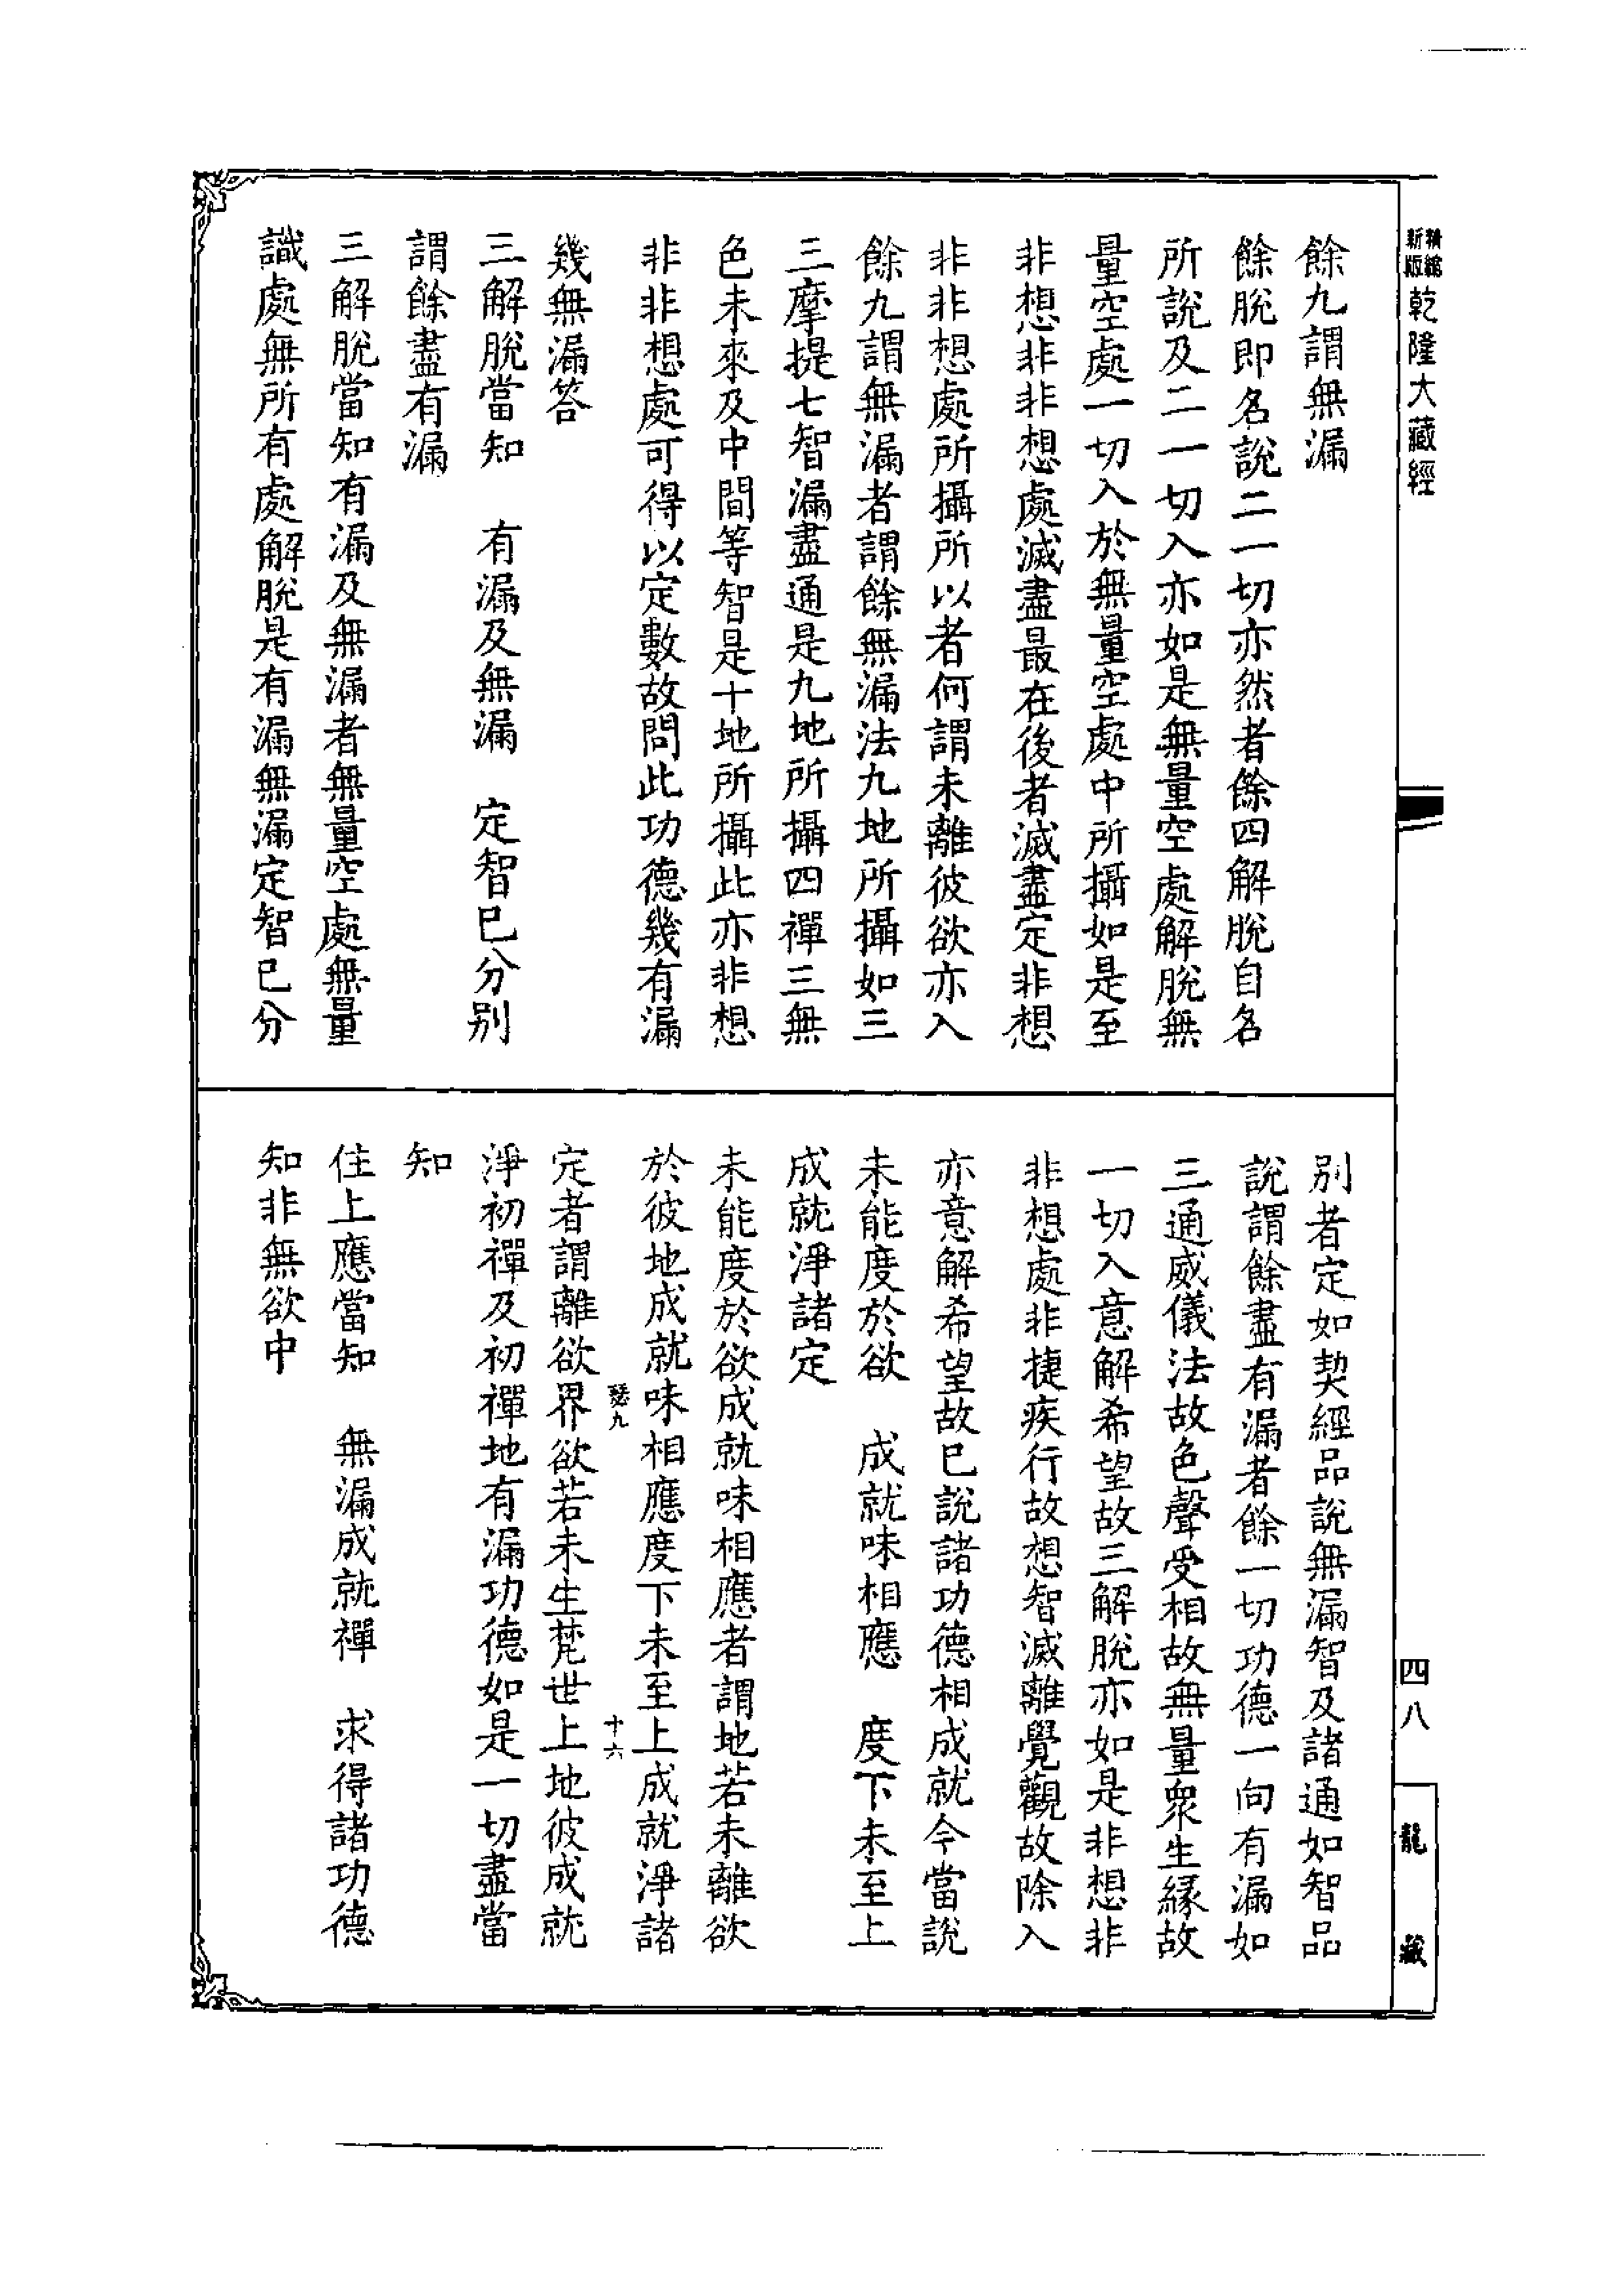 新編縮版乾隆大藏經
四八
龍藏
餘九謂無漏
餘脫即名說二一切亦然者餘四解脫自名
所說及二一切入亦如是無量空處解脫無
量空處一切入於無量空處中所攝如是至
非想非非想處滅盡最在後者滅盡定非想
非非想處所攝所以者何謂未離彼欲亦入
餘九謂無漏者謂餘無漏法九地所攝如三
三摩提七智漏盡通是九地所攝四禪三無
色未來及中間等智是十地所攝此亦非想
非非想處可得以定數故問此功德幾有漏
幾無漏答
三解脫當知　有漏及無漏　定智已分別
謂餘盡有漏
三解脫當知有漏及無漏者無量空處無量
識處無所有處解脫是有漏無漏定智已分
別者定如契經品說無漏智及諸通如智品
說謂餘盡有漏者餘一切功德一向有漏如
三通威儀法故色聲受相故無量眾生緣故
一切入意解希望故三解脫亦如是非想非
非想處非捷疾行故想智滅離覺觀故除入
亦意解希望故已說諸功德相成就今當說
未能度於欲　成就味相應　度下未至上
成就淨諸定
未能度於欲成就味相應者謂地若未離欲
於彼地成就味相應度下未至上成就淨諸
瑟九　十六
定者謂離欲界欲若未生梵世上地彼成就
淨初禪及初禪地有漏功德如是一切盡當
知
住上應當知　無漏成就禪　求得諸功德
知非無欲中